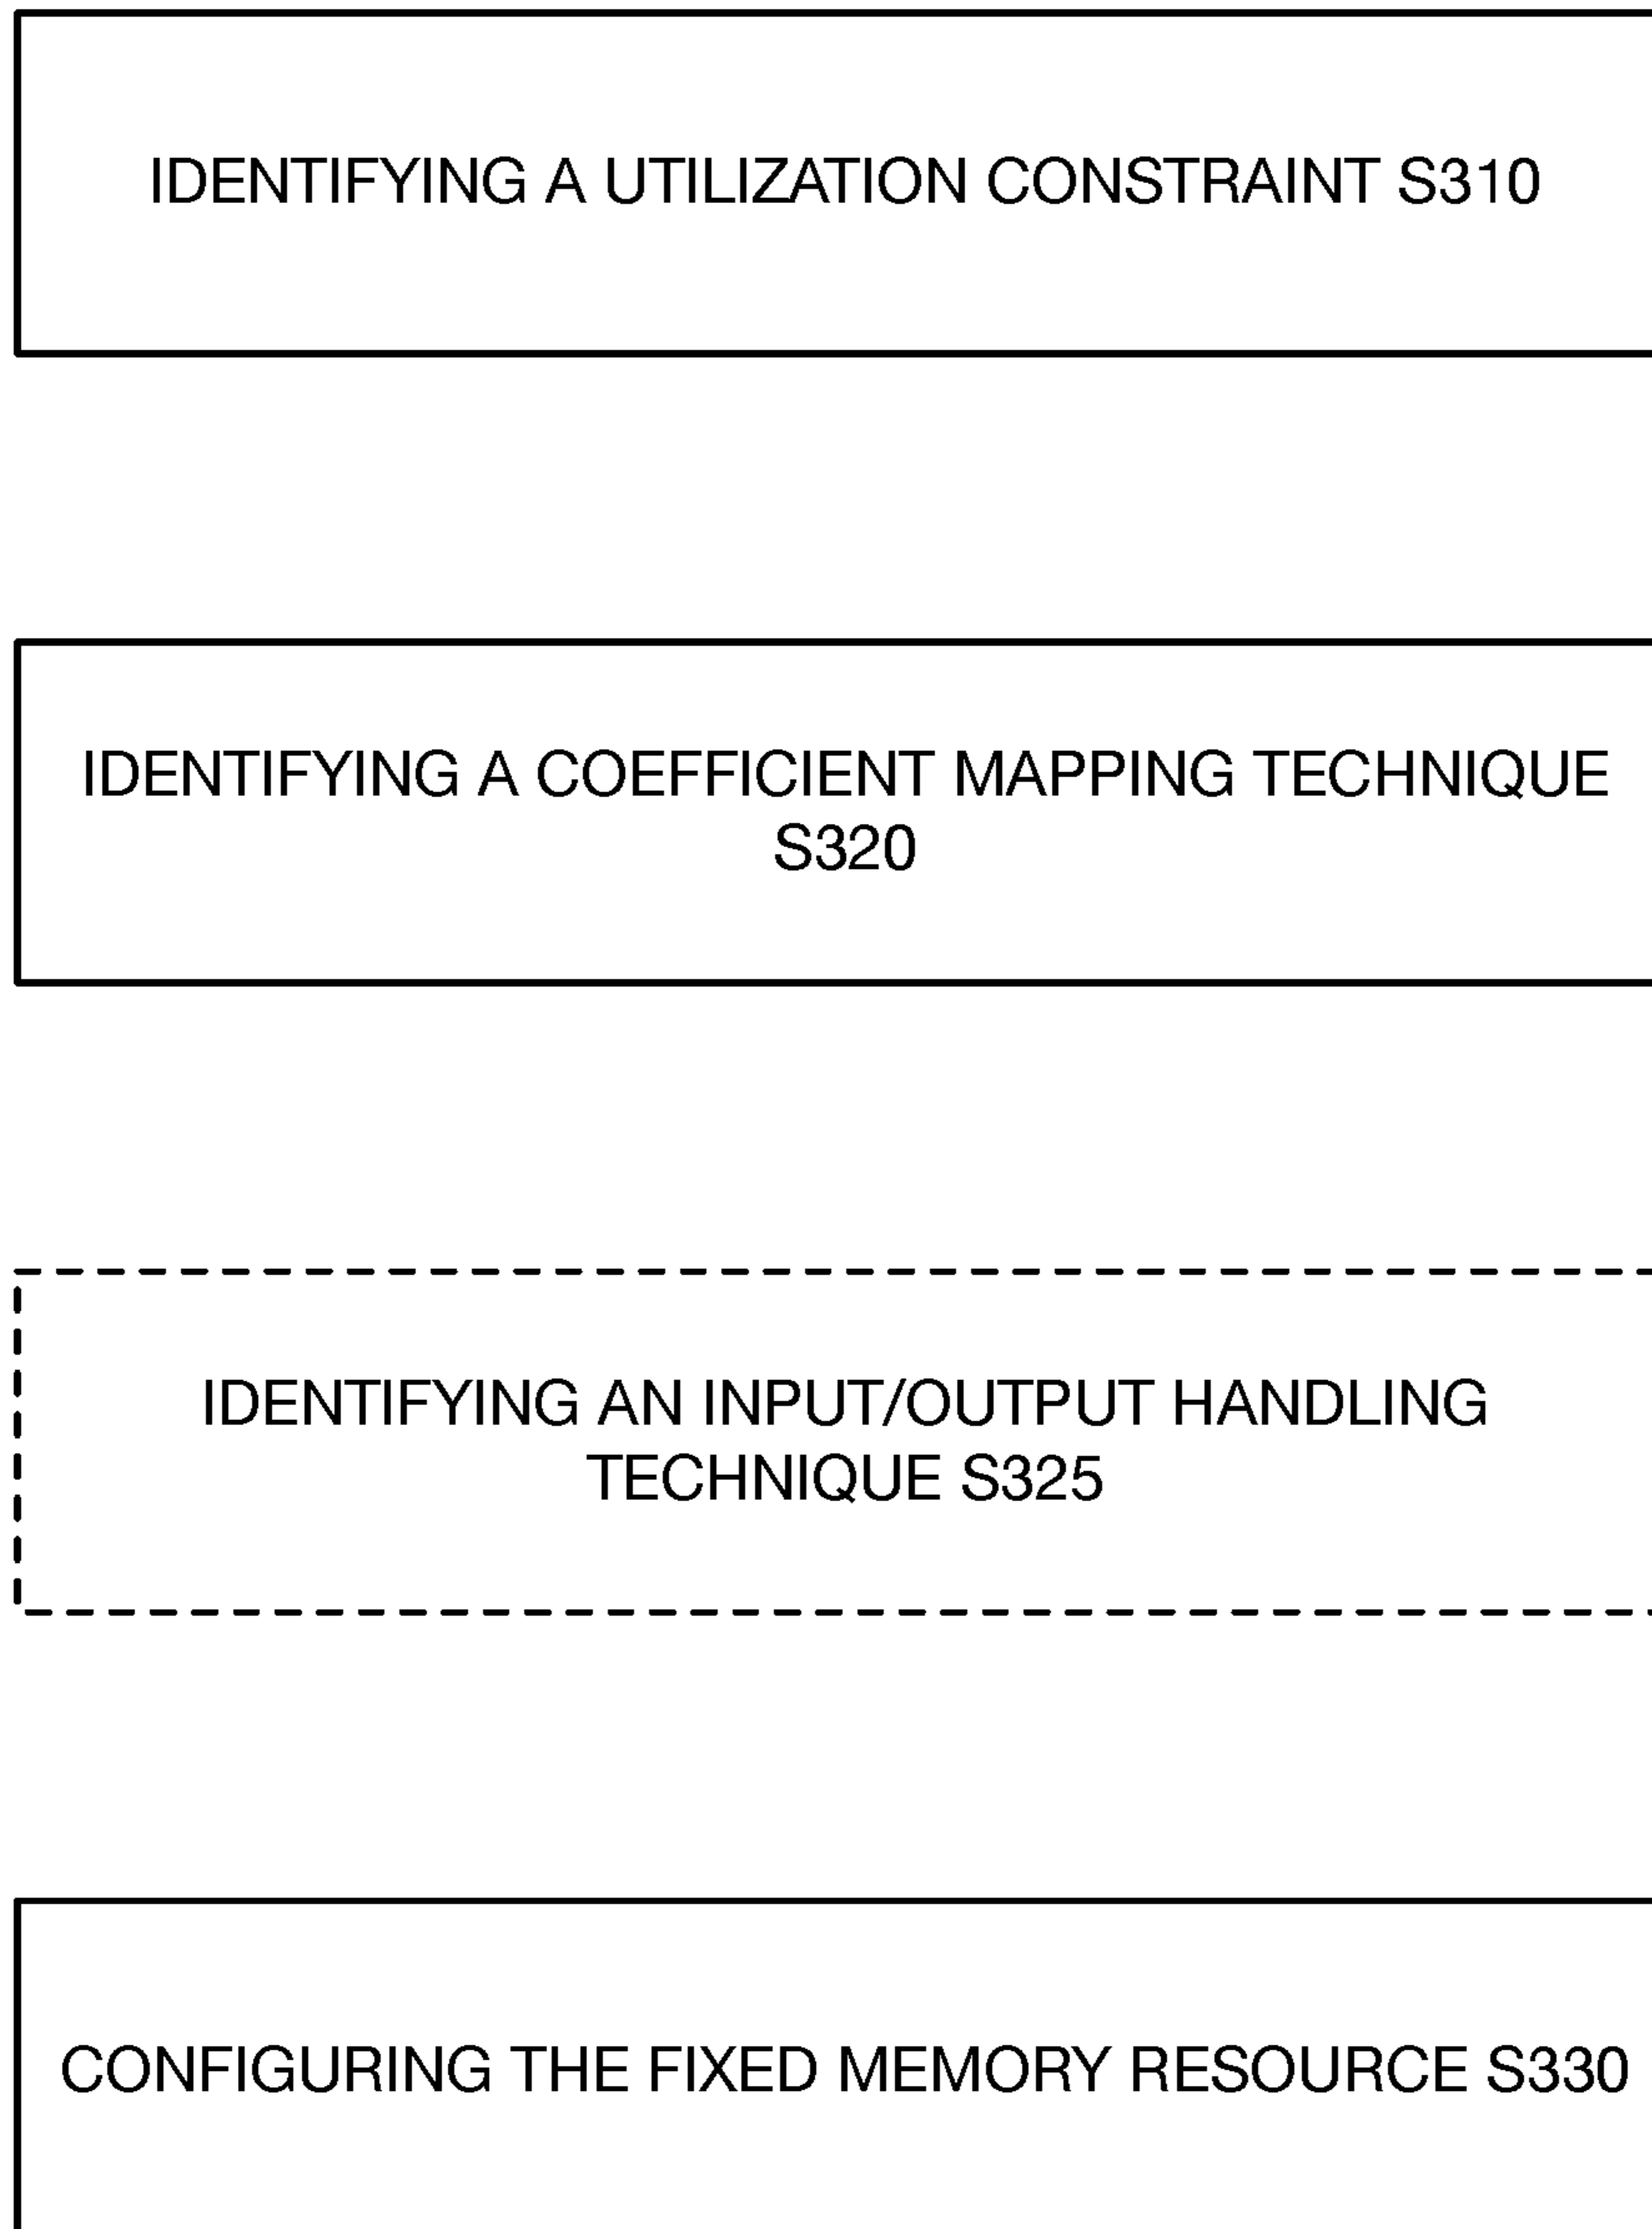 IDENTIFYING A UTILIZATION CONSTRAINT S310
IDENTIFYING A COEFFICIENT MAPPING TECHNIQUE
S320
IDENTIFYING AN INPUT/OUTPUT HANDLING
TECHNIQUE S325
CONFIGURING THE FIXED MEMORY RESOURCE S330